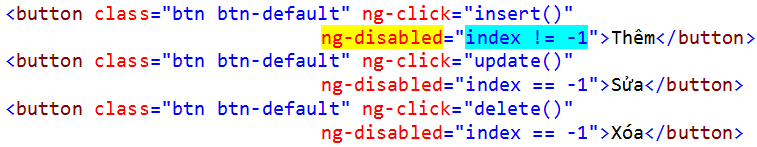 <button class="btn btn-default" ng-click="insert()"
ng-disabled="index != -1">Thêm</button>
<button class="btn btn-default" ng-click="update()"
ng-disabled="index == -1">Sửa</button>
<button class="btn btn-default" ng-click="delete()"
ng-disabled="index == -1">Xóa</button>